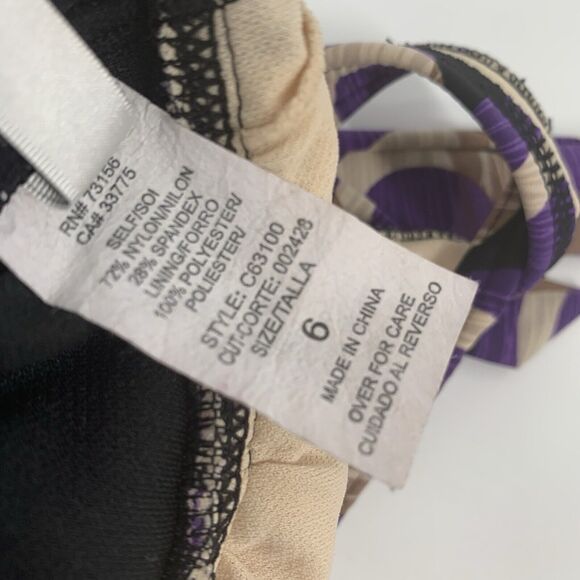 RN# 73156
CA# 33775
SELF/SOI
72% NYLON/NILON
28% SPANDEX
LINING/FORRO
100% POLYESTER/
POLIESTER/
STYLE: C63100
CUT-CORTE: 002428
SIZE/TALLA
6
MADE IN CHINA
OVER FOR CARE
CUIDADO AL REVERSO